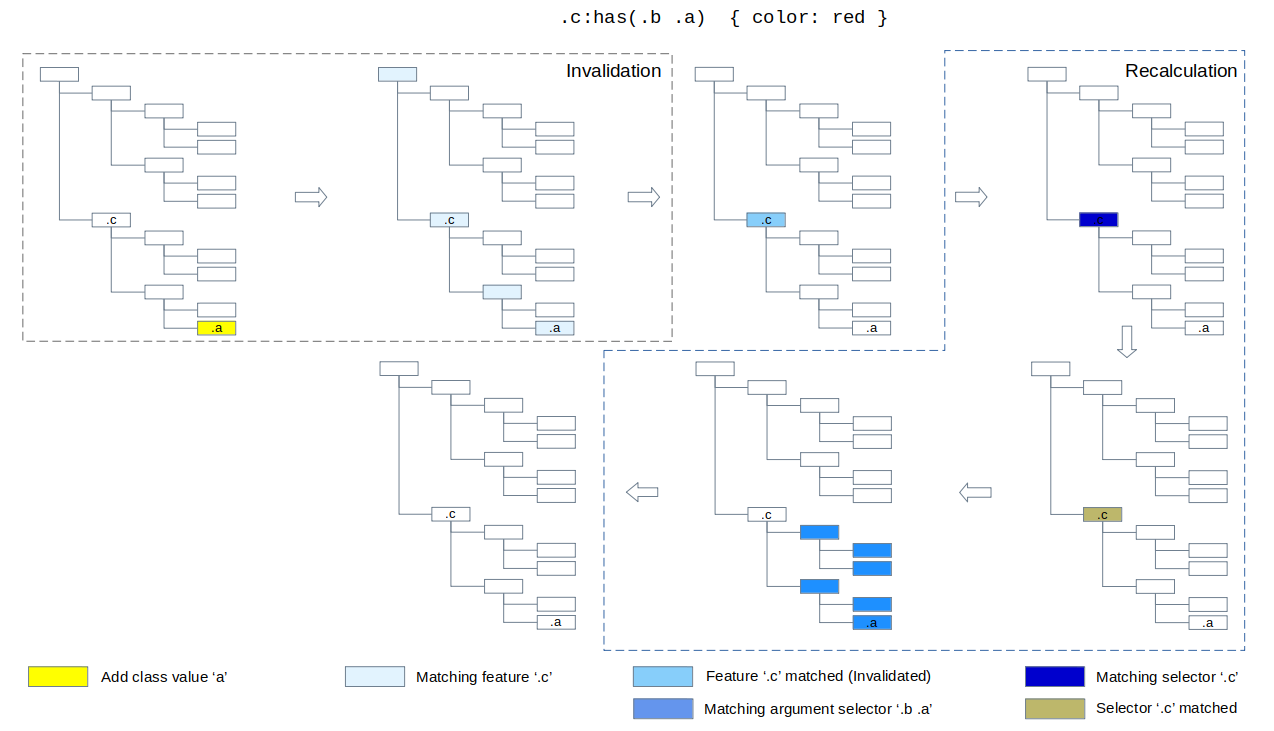 .c:has(.b .a)  { color: red }
Invalidation
Recalculation
.c
.a
.c
.a
.c
.a
.c
.a
.c
.a
.c
.a
.c
.a
Add class value ‘a’
Matching feature ‘.c’
Feature ‘.c’ matched (Invalidated)
Matching selector ‘.c’
Matching argument selector ‘.b .a’
Selector ‘.c’ matched